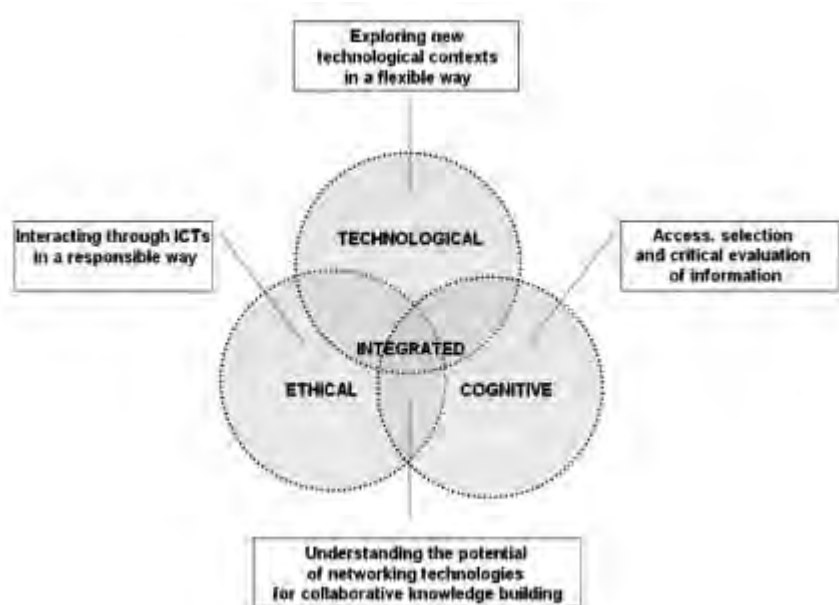 Exploring new
technological contexts
in a flexible way
TECHNOLOGICAL
Interacting through ICTs
in a responsible way
Access, selection
and critical evaluation
of information
INTEGRATED
ETHICAL
COGNITIVE
Understanding the potential
of networking technologies
for collaborative knowledge building